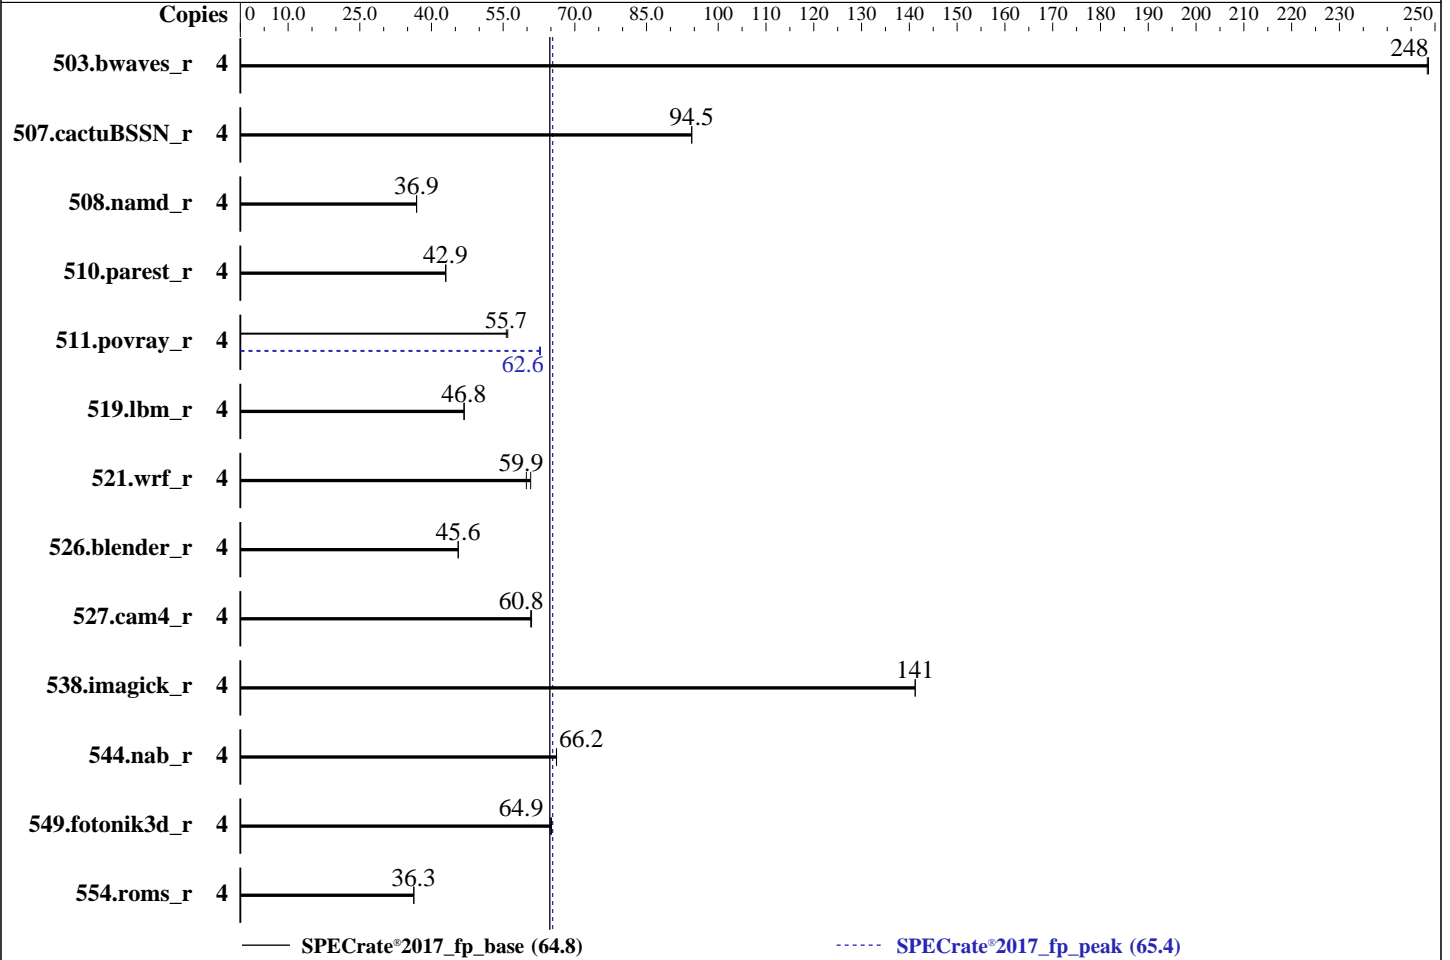 Copies 0 10.0 25.0 40.0 55.0 70.0 85.0 100 110 120 130 140 150 160 170 180 190 200 210 220 230 250
503.bwaves_r 4 248
507.cactuBSSN_r 4 94.5
508.namd_r 4 36.9
510.parest_r 4 42.9
511.povray_r 4 55.7
62.6
519.lbm_r 4 46.8
521.wrf_r 4 59.9
526.blender_r 4 45.6
527.cam4_r 4 60.8
538.imagick_r 4 141
544.nab_r 4 66.2
549.fotonik3d_r 4 64.9
554.roms_r 4 36.3
SPECrate®2017_fp_base (64.8) SPECrate®2017_fp_peak (65.4)